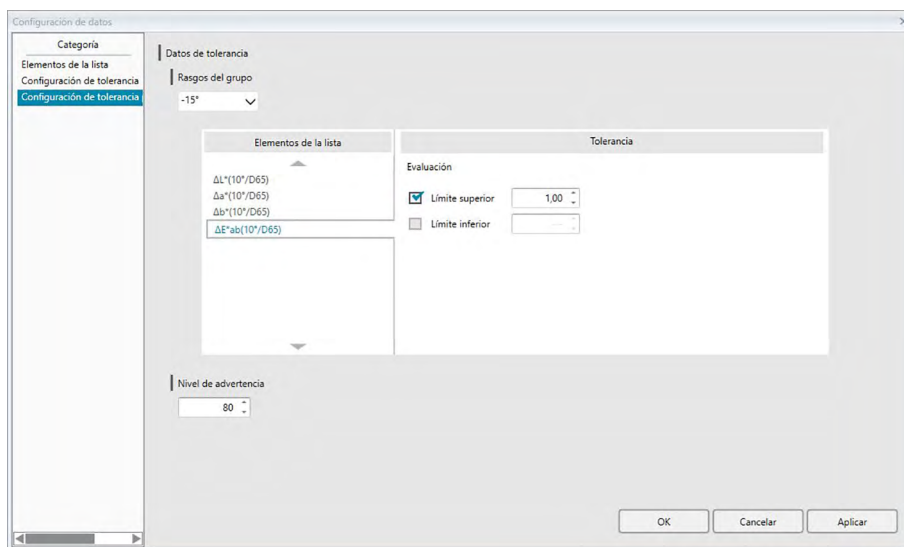 Configuración de datos
Categoría
Elementos de la lista
Configuración de tolerancia
Configuración de tolerancia
Datos de tolerancia
Rasgos del grupo
-15°
Elementos de la lista
Tolerancia
ΔL*(10°/D65)
Δa*(10°/D65)
Δb*(10°/D65)
ΔE*ab(10°/D65)
Evaluación
Límite superior 1,00
Límite inferior ---
Nivel de advertencia
80
OK Cancelar Aplicar